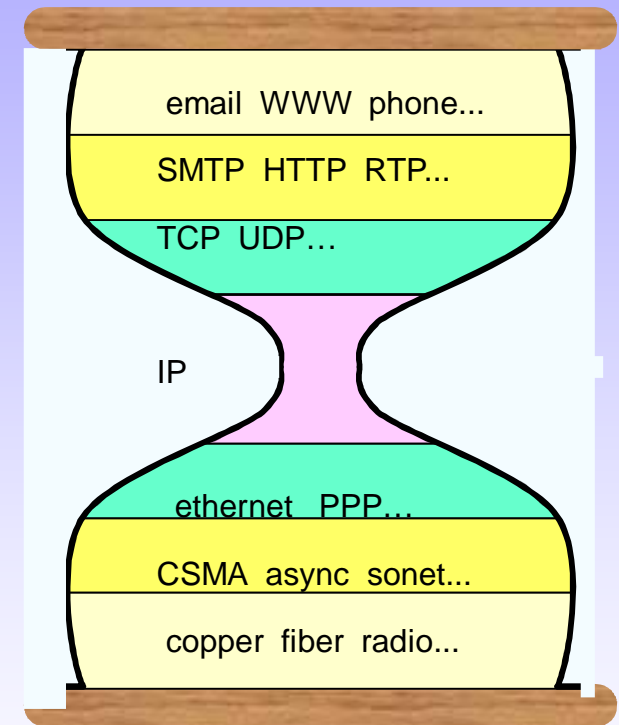 email WWW phone...
SMTP HTTP RTP...
TCP UDP…
IP
ethernet PPP…
CSMA async sonet...
copper fiber radio...